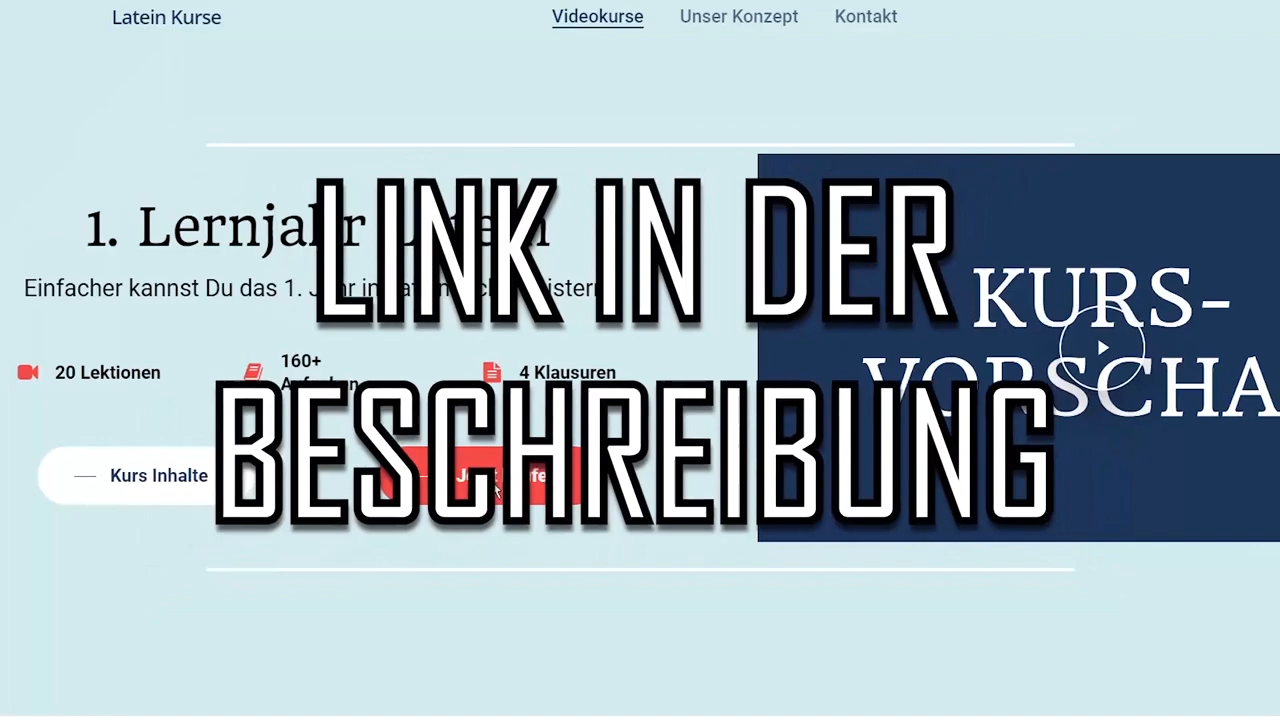 Latein Kurse
Videokurse
Unser Konzept
Kontakt
1. Lernjahr
Einfacher kannst Du das 1.
20 Lektionen
160+
4 Klausuren
Kurs Inhalte
KURS-
LINK IN DER
BESCHREIBUNG